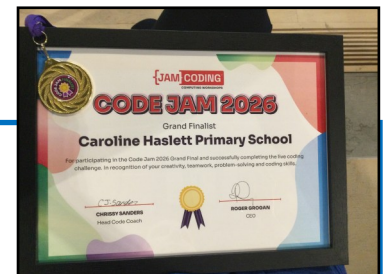 {JAM} CODING
COMPUTING WORKSHOPS
CODE JAM 2026
Grand Finalist
Caroline Haslett Primary School
For participating in the Code Jam 2026 Grand Final and successfully completing the live coding
challenge. In recognition of your creativity, teamwork, problem-solving and coding skills.
CHRISSY SANDERS
Head Code Coach
ROGER GROGAN
CEO